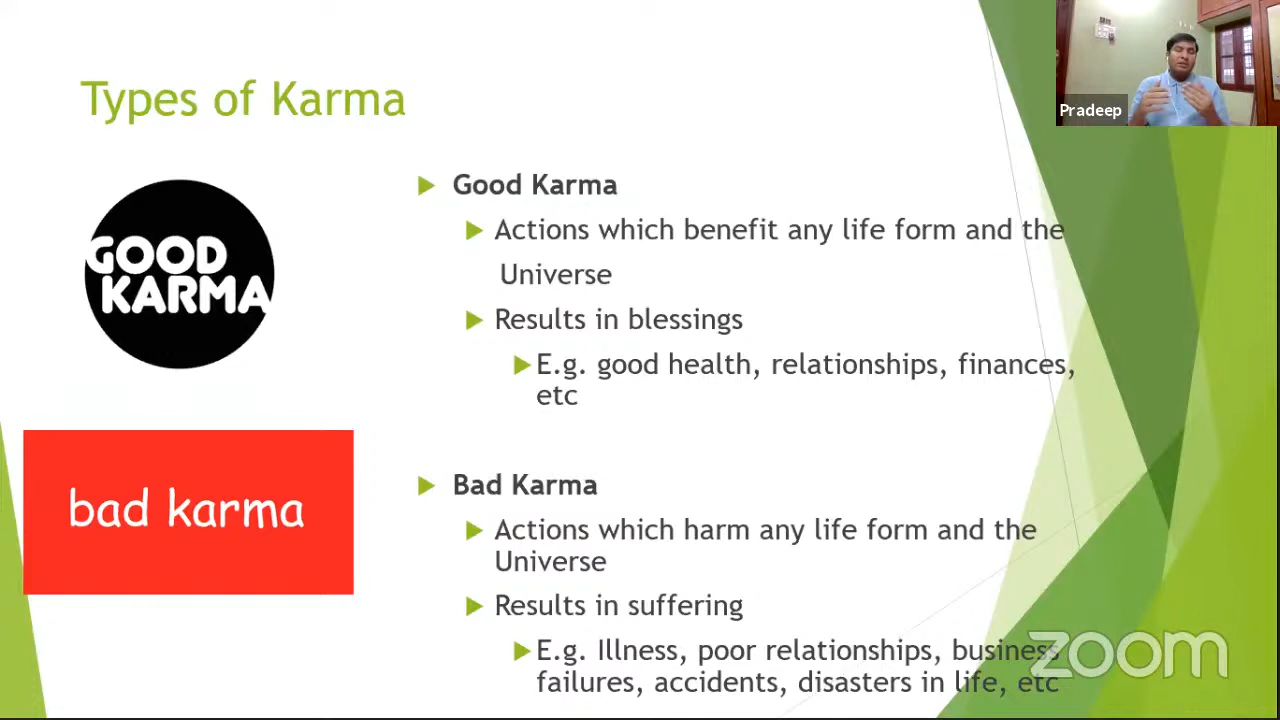 Types of Karma
Pradeep
GOOD
KARMA
Good Karma
Actions which benefit any life form and the
Universe
Results in blessings
E.g. good health, relationships, finances,
etc
bad karma
Bad Karma
Actions which harm any life form and the
Universe
Results in suffering
E.g. Illness, poor relationships, business
failures, accidents, disasters in life, etc
zoom